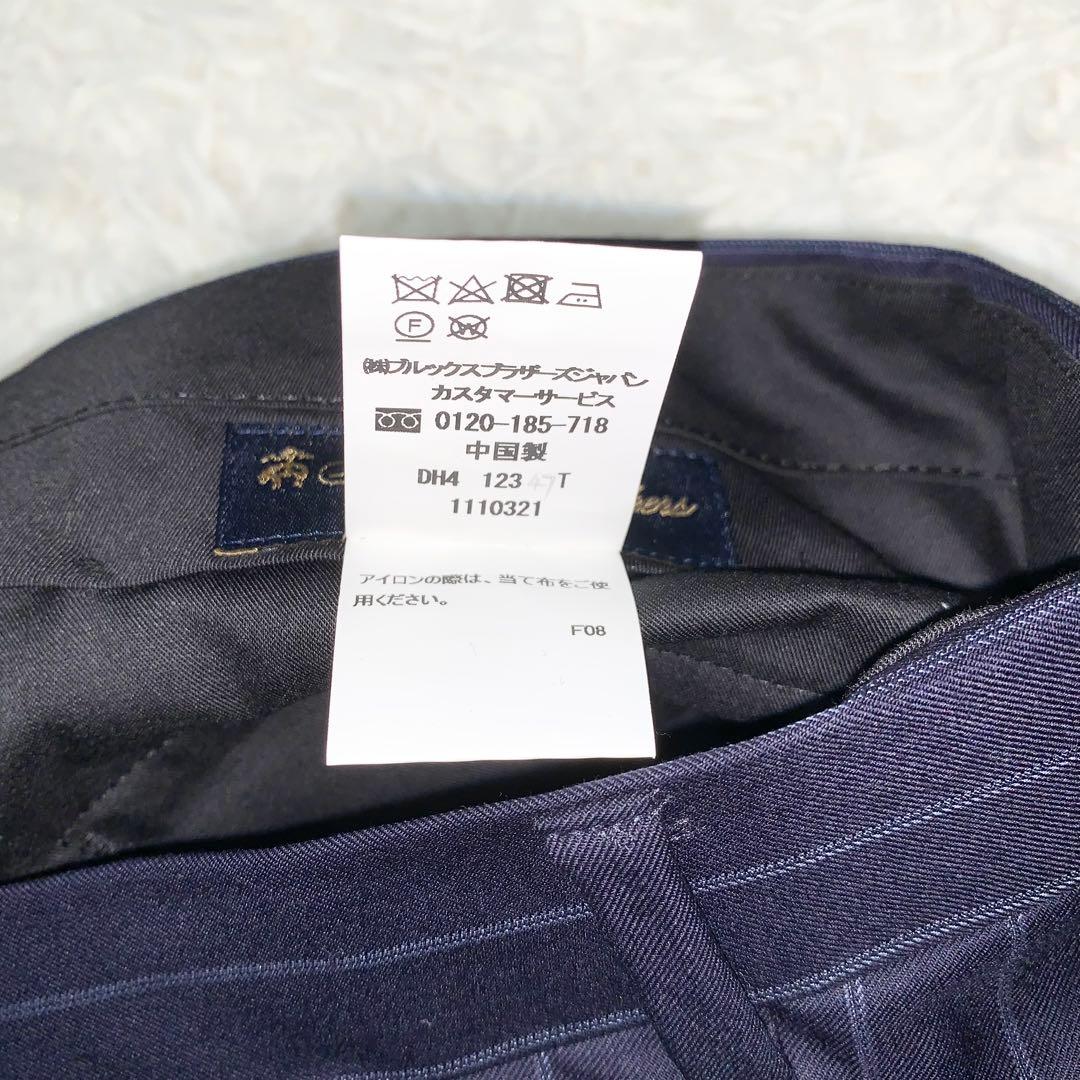 F W
㈱ブルックスブラザーズジャパン
カスタマーサービス
0120-185-718
中国製
DH4 123 47 T
1110321
アイロンの際は、当て布をご使
用ください。
F08